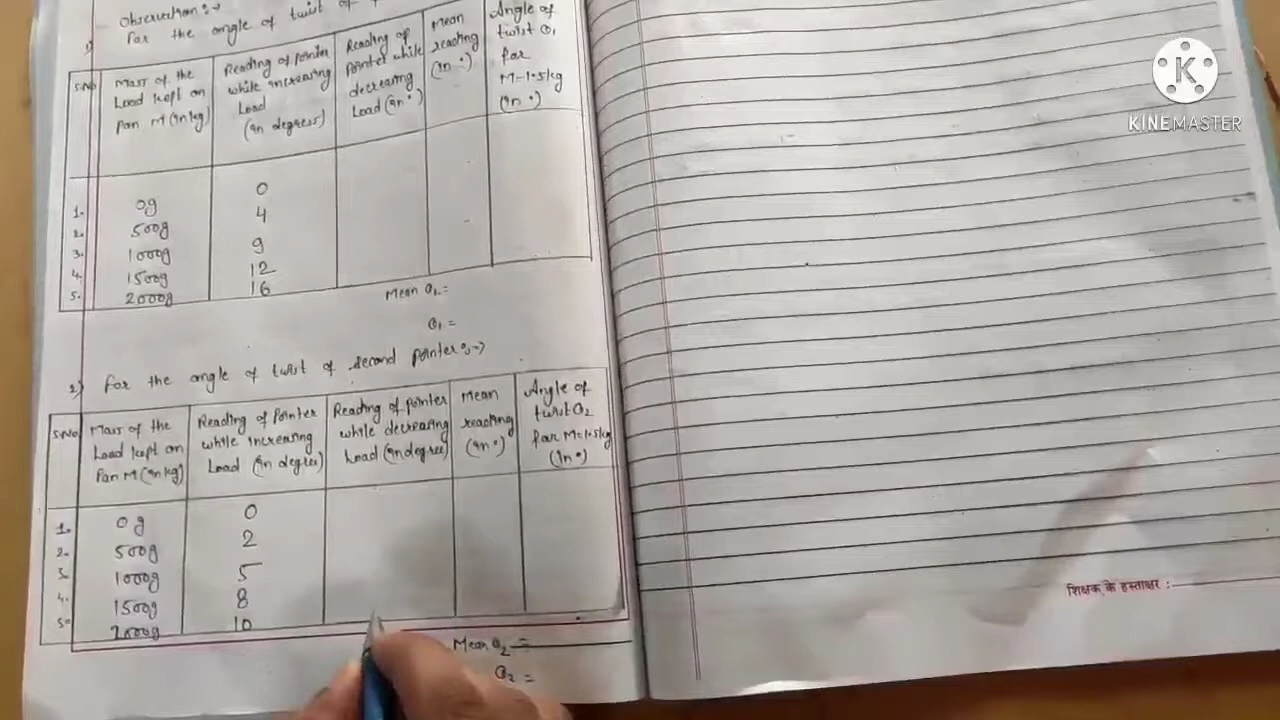 Observation:→
1) For the angle of twist of
S.No
Mass of the
Load kept on
Pan M (in kg)
Reading of Pointer
while increasing
Load
(in degrees)
Reading of
Pointer while
decreasing
Load (in °)
Mean
reading
(in °)
Angle of
twist θ1
for
M=1.5kg
(in °)
1. 0g 0
2. 500g 4
3. 1000g 9
4. 1500g 12
5. 2000g 16
Mean θ1 =
θ1 =
2) For the angle of twist of second pointer:→
S.No
Mass of the
Load kept on
Pan M (in kg)
Reading of Pointer
while increasing
Load (in degree)
Reading of Pointer
while decreasing
Load (in degree)
Mean
reading
(in °)
Angle of
twist θ2
for M=1.5kg
(in °)
1. 0g 0
2. 500g 2
3. 1000g 5
4. 1500g 8
5. 2000g 10
Mean θ2 =
θ2 =
शिक्षक के हस्ताक्षर :
K
KINEMASTER